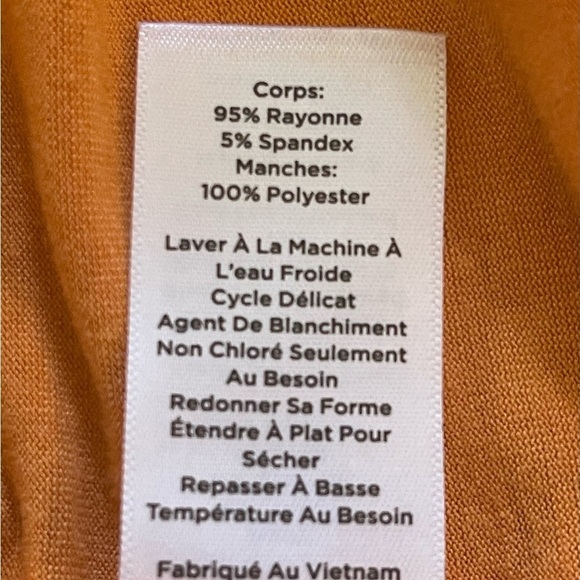 Corps:
95% Rayonne
5% Spandex
Manches:
100% Polyester
Laver À La Machine À
L'eau Froide
Cycle Délicat
Agent De Blanchiment
Non Chloré Seulement
Au Besoin
Redonner Sa Forme
Étendre À Plat Pour
Sécher
Repasser À Basse
Température Au Besoin
Fabriqué Au Vietnam